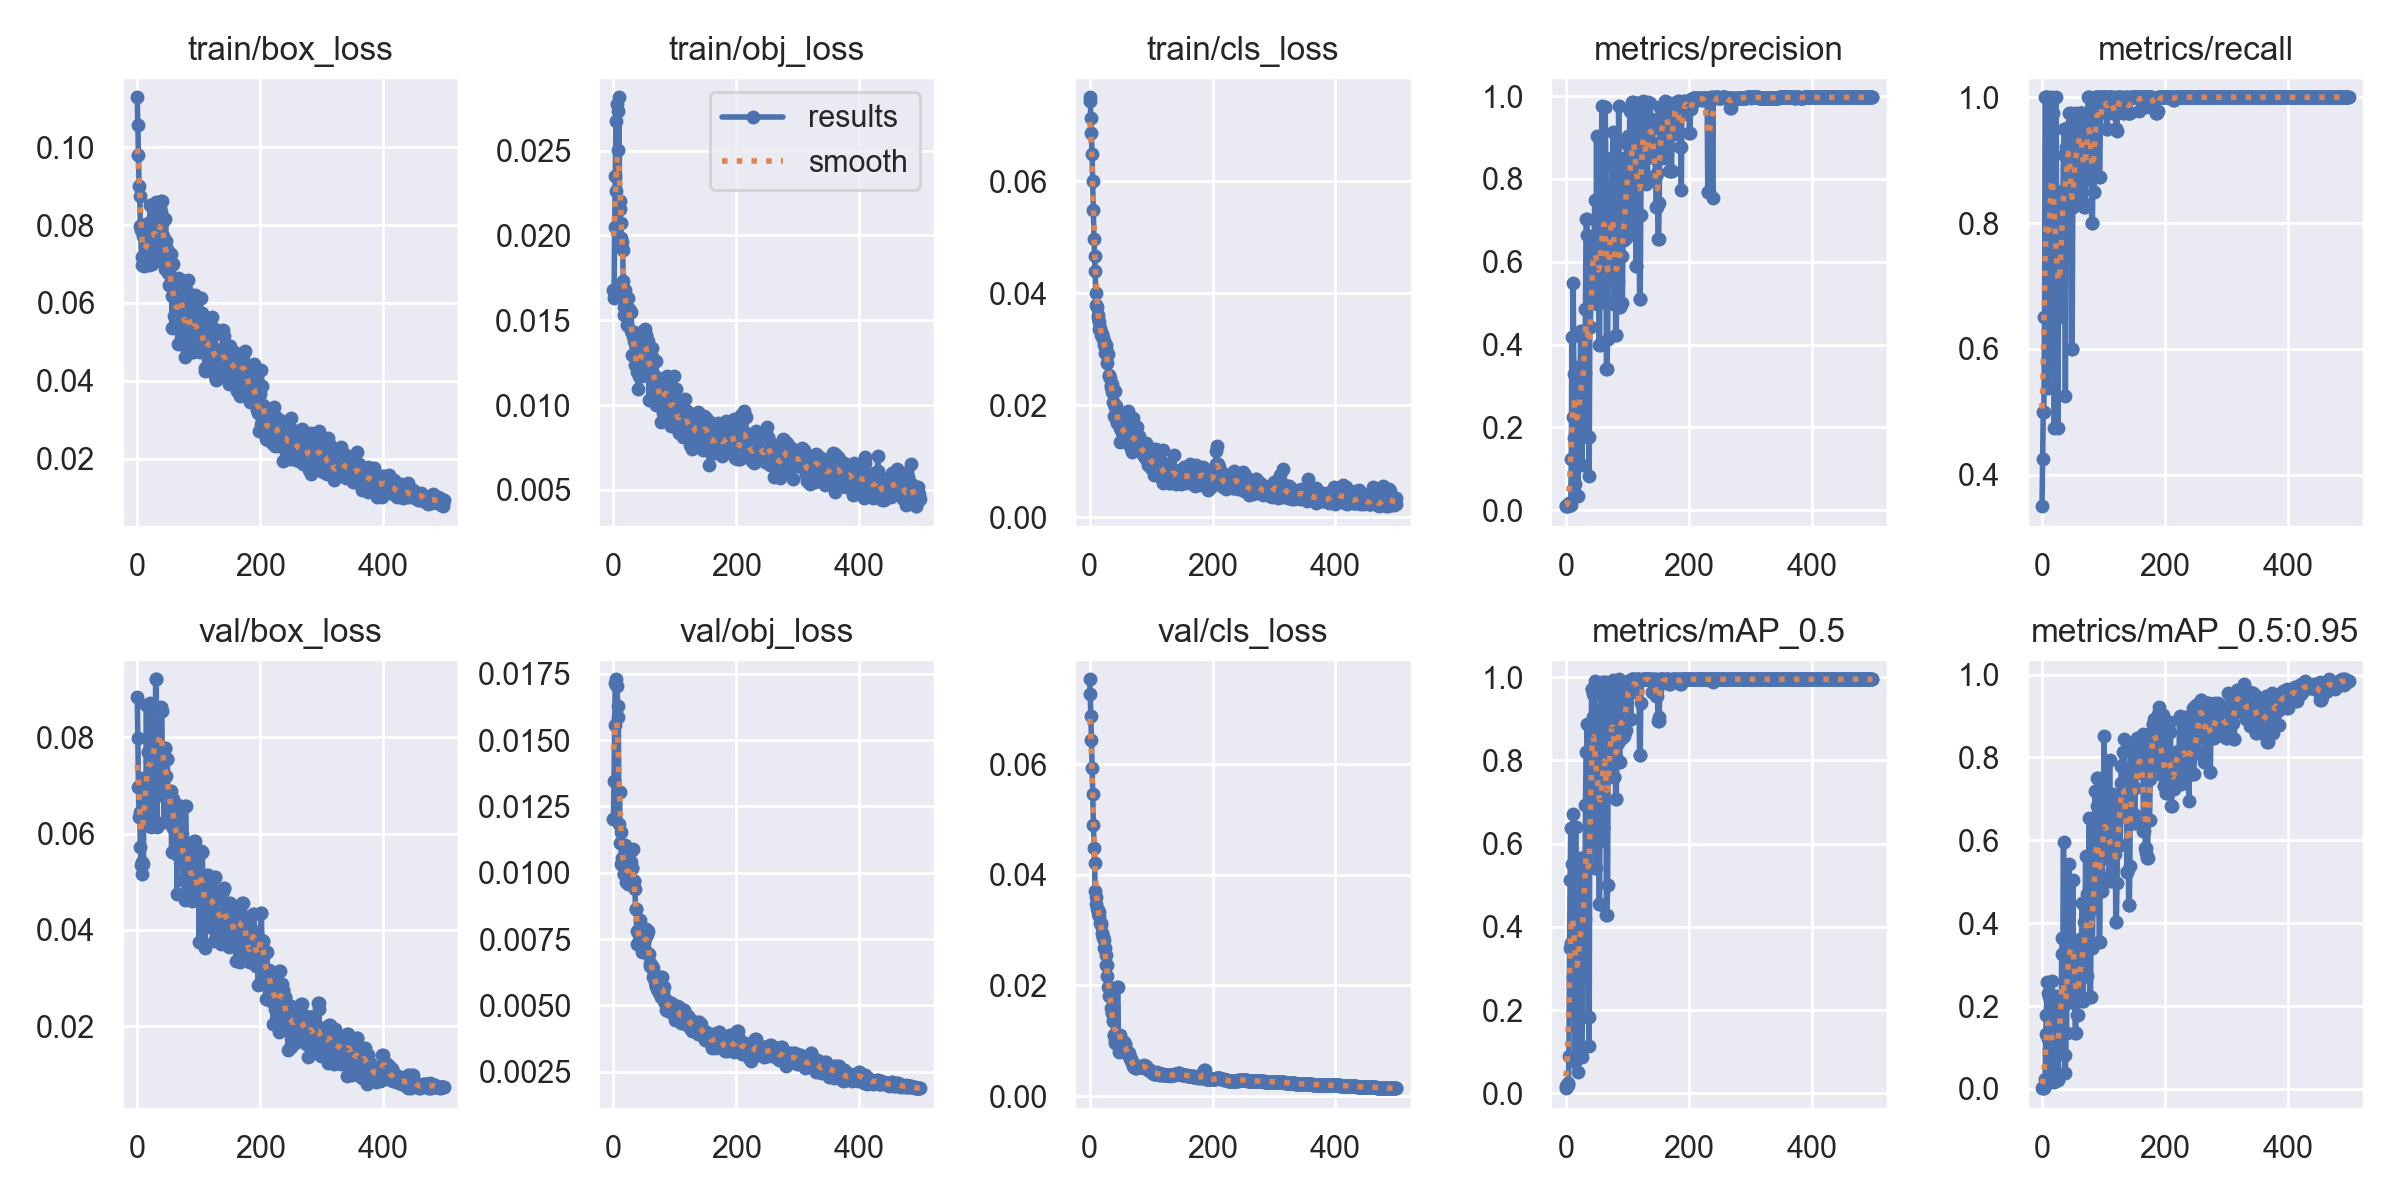 train/box_loss
0.10
0.08
0.06
0.04
0.02
0 200 400
train/obj_loss
results
smooth
0.025
0.020
0.015
0.010
0.005
0 200 400
train/cls_loss
0.06
0.04
0.02
0.00
0 200 400
metrics/precision
1.0
0.8
0.6
0.4
0.2
0.0
0 200 400
metrics/recall
1.0
0.8
0.6
0.4
0 200 400
val/box_loss
0.08
0.06
0.04
0.02
0 200 400
val/obj_loss
0.0175
0.0150
0.0125
0.0100
0.0075
0.0050
0.0025
0 200 400
val/cls_loss
0.06
0.04
0.02
0.00
0 200 400
metrics/mAP_0.5
1.0
0.8
0.6
0.4
0.2
0.0
0 200 400
metrics/mAP_0.5:0.95
1.0
0.8
0.6
0.4
0.2
0.0
0 200 400